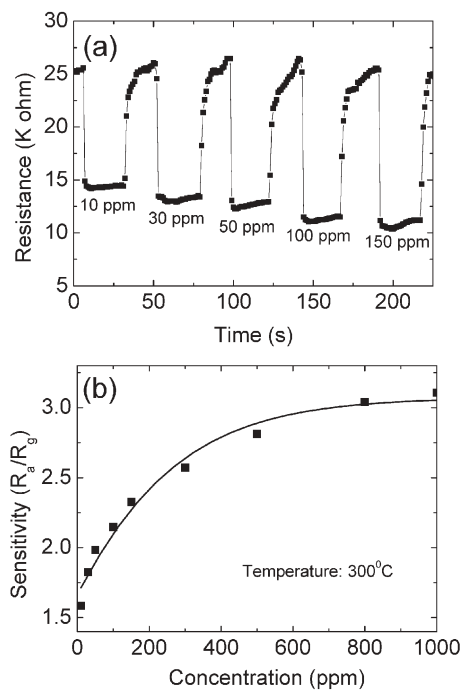 (a)
30
25
20
15
10
5
Resistance (K ohm)
10 ppm
30 ppm
50 ppm
100 ppm
150 ppm
0 50 100 150 200
Time (s)
(b)
3.0
2.5
2.0
1.5
Sensitivity (Rₐ/R_g)
Temperature: 300⁰C
0 200 400 600 800 1000
Concentration (ppm)